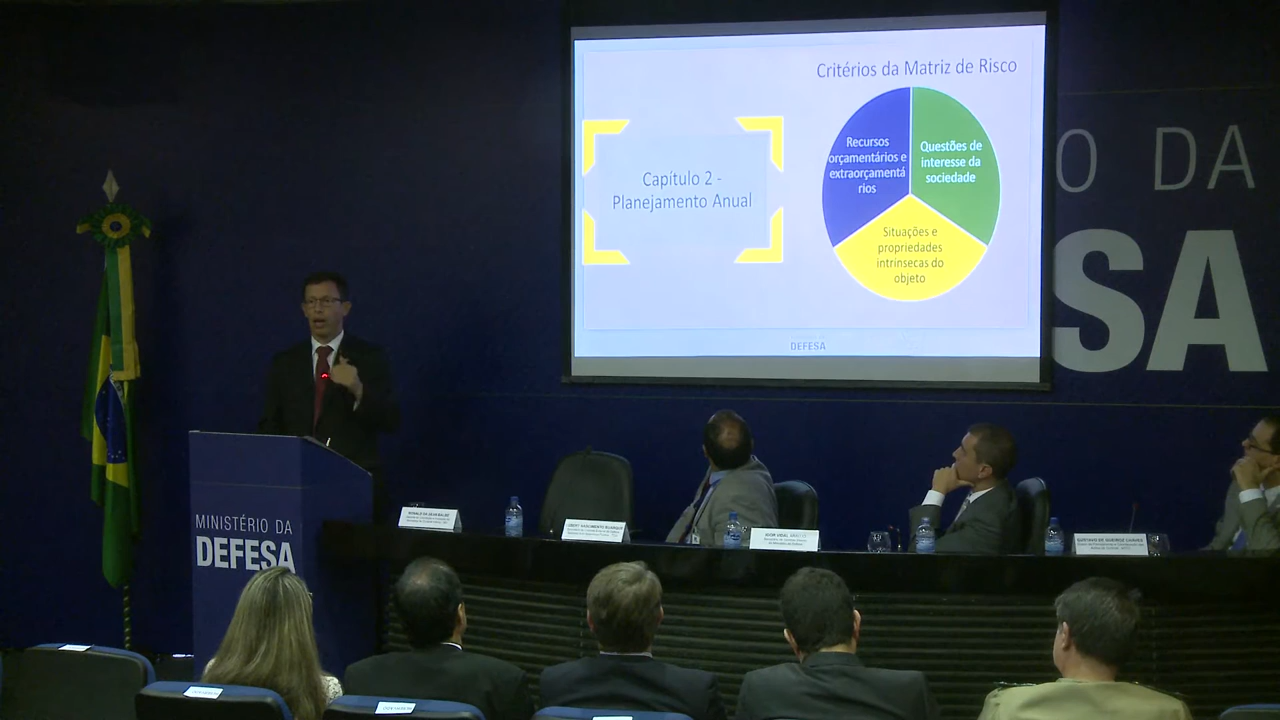 Critérios da Matriz de Risco
Capítulo 2 -
Planejamento Anual
Recursos
orçamentários e
extraorçamentá
rios
Questões de
interesse da
sociedade
Situações e
propriedades
intrínsecas do
objeto
DEFESA
O DA
SA
MINISTÉRIO DA
DEFESA